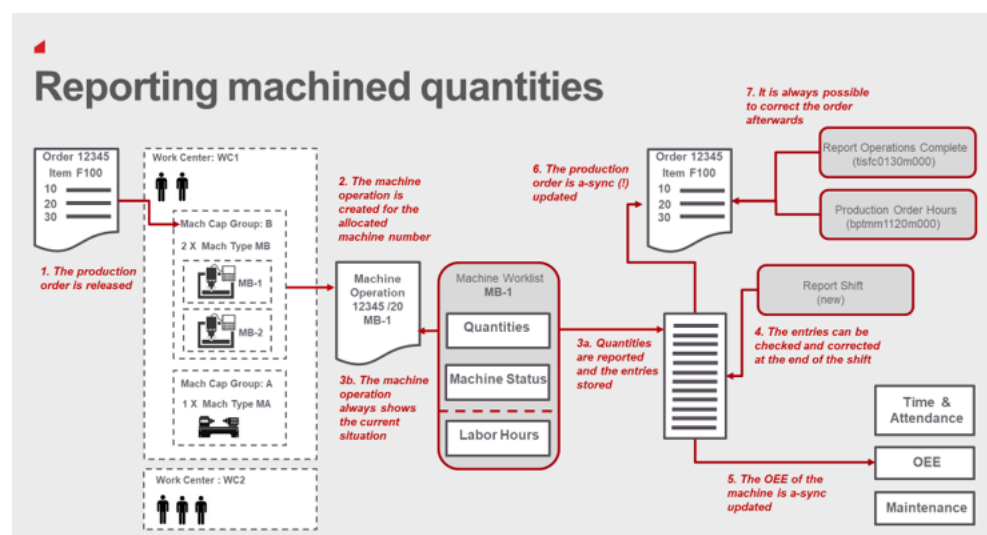 Reporting machined quantities
Order 12345
Item F100
10
20
30
1. The production
order is released
Work Center: WC1
Mach Cap Group: B
2 X Mach Type MB
MB-1
MB-2
Mach Cap Group: A
1 X Mach Type MA
Work Center : WC2
2. The machine
operation is
created for the
allocated
machine number
Machine
Operation
12345 /20
MB-1
3b. The machine
operation
always shows
the current
situation
Machine Worklist
MB-1
Quantities
Machine Status
Labor Hours
3a. Quantities
are reported
and the entries
stored
6. The production
order is a-sync (!)
updated
Order 12345
Item F100
10
20
30
7. It is always possible
to correct the order
afterwards
Report Operations Complete
(tisfc0130m000)
Production Order Hours
(bptmm1120m000)
Report Shift
(new)
4. The entries can be
checked and corrected
at the end of the shift
5. The OEE of the
machine is a-sync
updated
Time &
Attendance
OEE
Maintenance